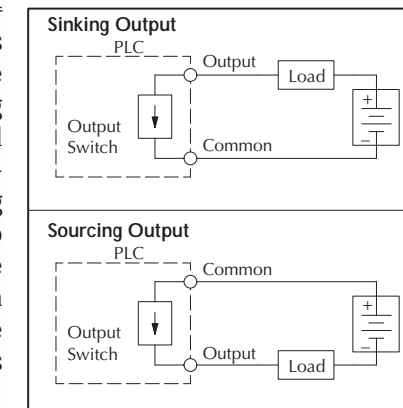 Sinking Output
PLC
Output
Load
+
Output
Switch
Common
–
Sourcing Output
PLC
Common
+
Output
Switch
Output
Load
–